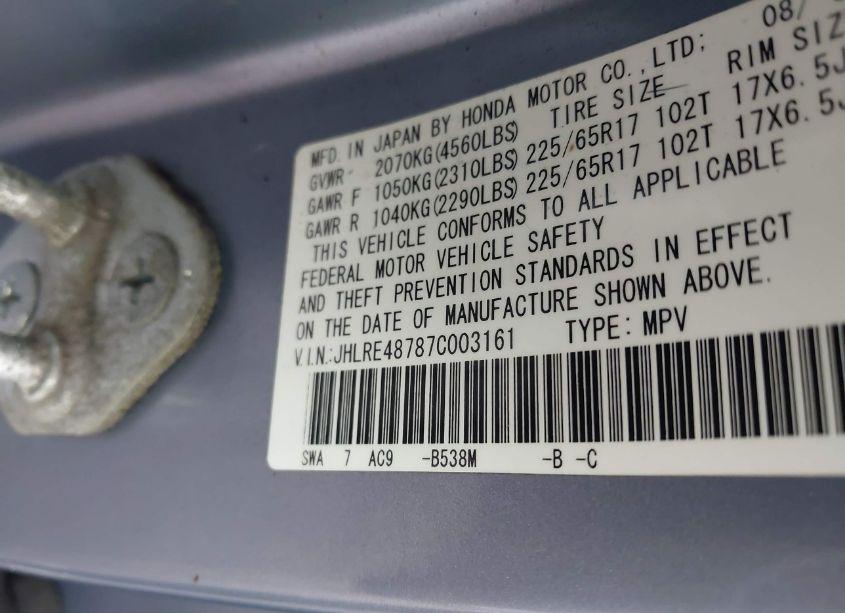 MFD. IN JAPAN BY HONDA MOTOR CO.,LTD; 08/
GVWR 2070KG(4560LBS) TIRE SIZE RIM SIZ
GAWR F 1050KG(2310LBS) 225/65R17 102T 17X6.5J
GAWR R 1040KG(2290LBS) 225/65R17 102T 17X6.5J
THIS VEHICLE CONFORMS TO ALL APPLICABLE
FEDERAL MOTOR VEHICLE SAFETY
AND THEFT PREVENTION STANDARDS IN EFFECT
ON THE DATE OF MANUFACTURE SHOWN ABOVE.
V.I.N.:JHLRE48787C003161 TYPE: MPV
SWA 7 AC9 -B538M -B -C